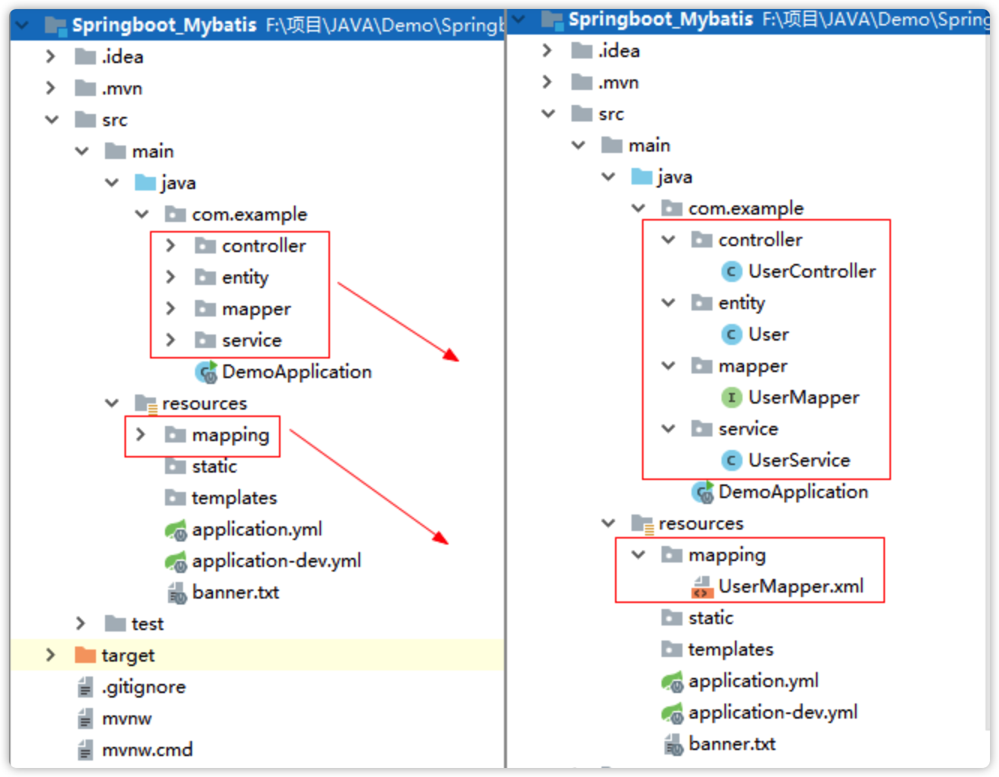 Springboot_Mybatis F:\项目\JAVA\Demo\Spring
.idea
.mvn
src
main
java
com.example
controller
entity
mapper
service
DemoApplication
resources
mapping
static
templates
application.yml
application-dev.yml
banner.txt
test
target
.gitignore
mvnw
mvnw.cmd
Springboot_Mybatis F:\项目\JAVA\Demo\Spring
.idea
.mvn
src
main
java
com.example
controller
C UserController
entity
C User
mapper
I UserMapper
service
C UserService
DemoApplication
resources
mapping
UserMapper.xml
static
templates
application.yml
application-dev.yml
banner.txt